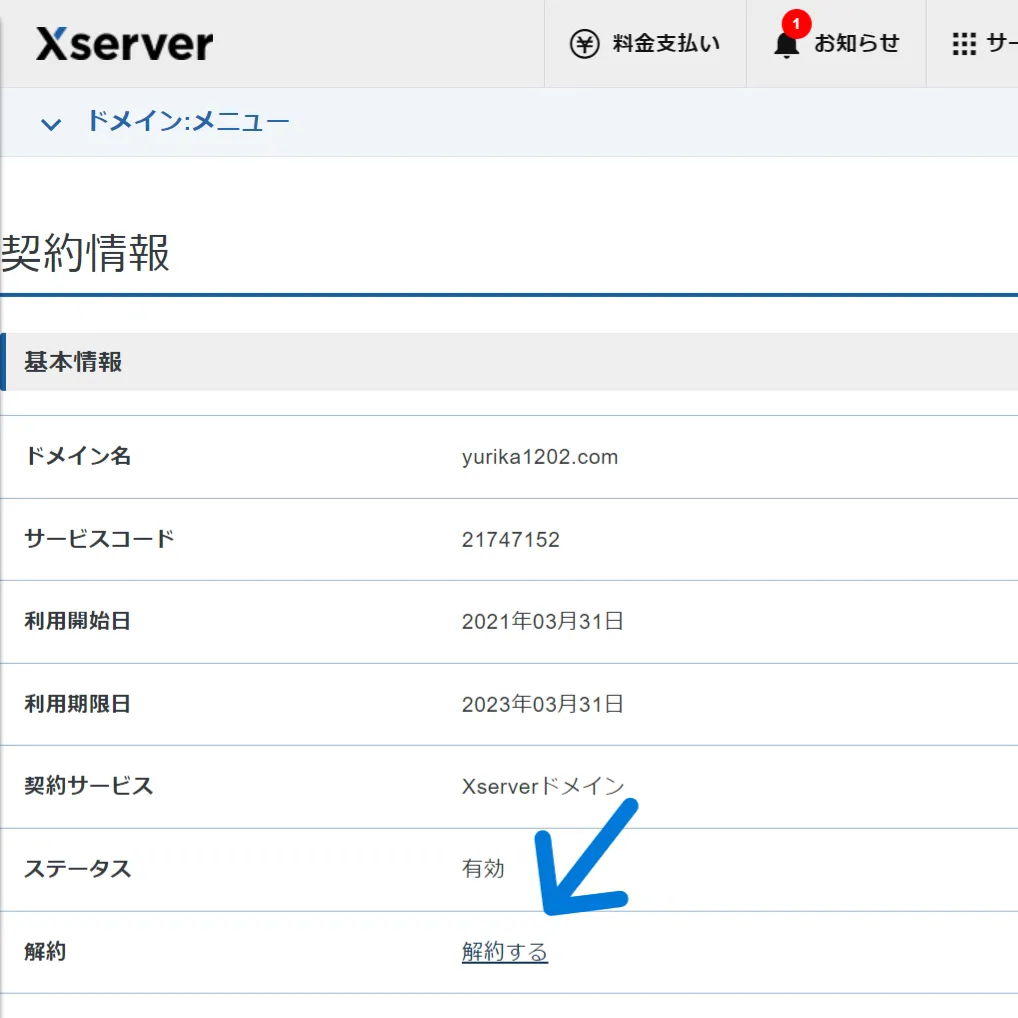 Xserver
料金支払い
1
お知らせ
サー
ドメイン:メニュー
契約情報
基本情報
ドメイン名 yurika1202.com
サービスコード 21747152
利用開始日 2021年03月31日
利用期限日 2023年03月31日
契約サービス Xserverドメイン
ステータス 有効
解約 解約する